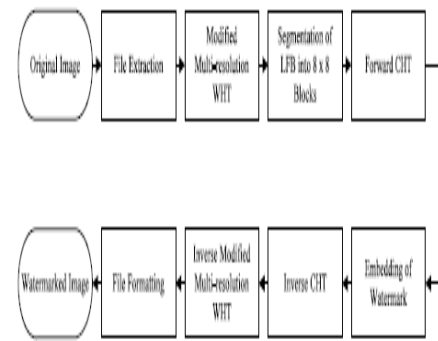 Original Image
File Extraction
Modified
Multi-resolution
WHT
Segmentation of
LFB into 8 x 8
Blocks
Forward CHT
Watermarked Image
File Formatting
Inverse Modified
Multi-resolution
WHT
Inverse CHT
Embedding of
Watermark